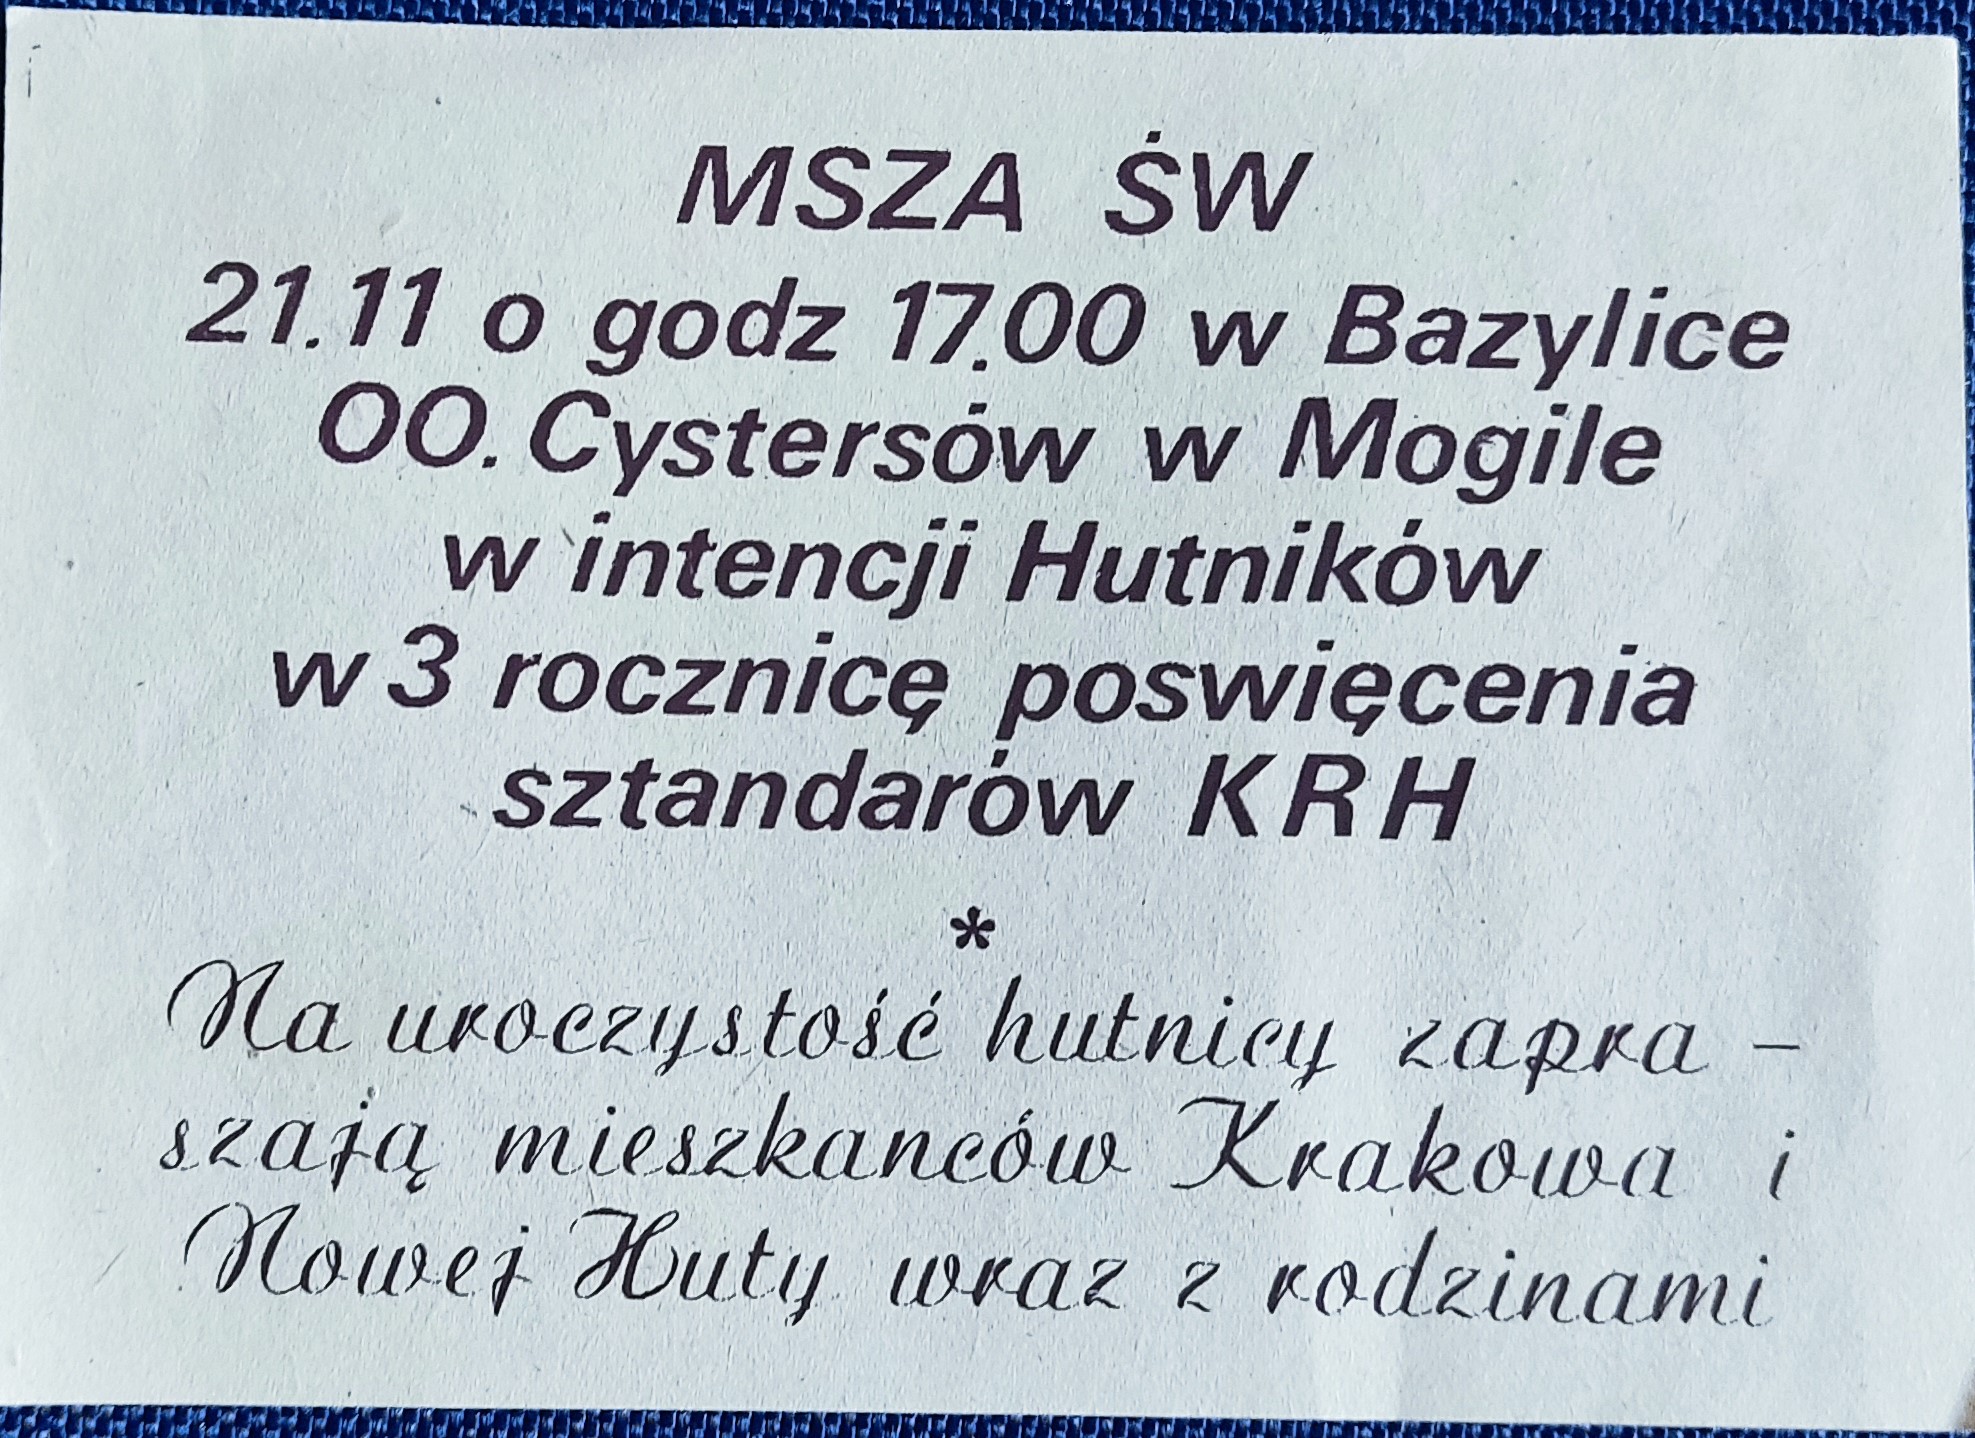 MSZA ŚW
21.11 o godz 17.00 w Bazylice
OO. Cystersów w Mogile
w intencji Hutników
w 3 rocznicę poswięcenia
sztandarów KRH
*
Na uroczystość hutnicy zapra –
szają mieszkanców Krakowa i
Nowej Huty wraz z rodzinami